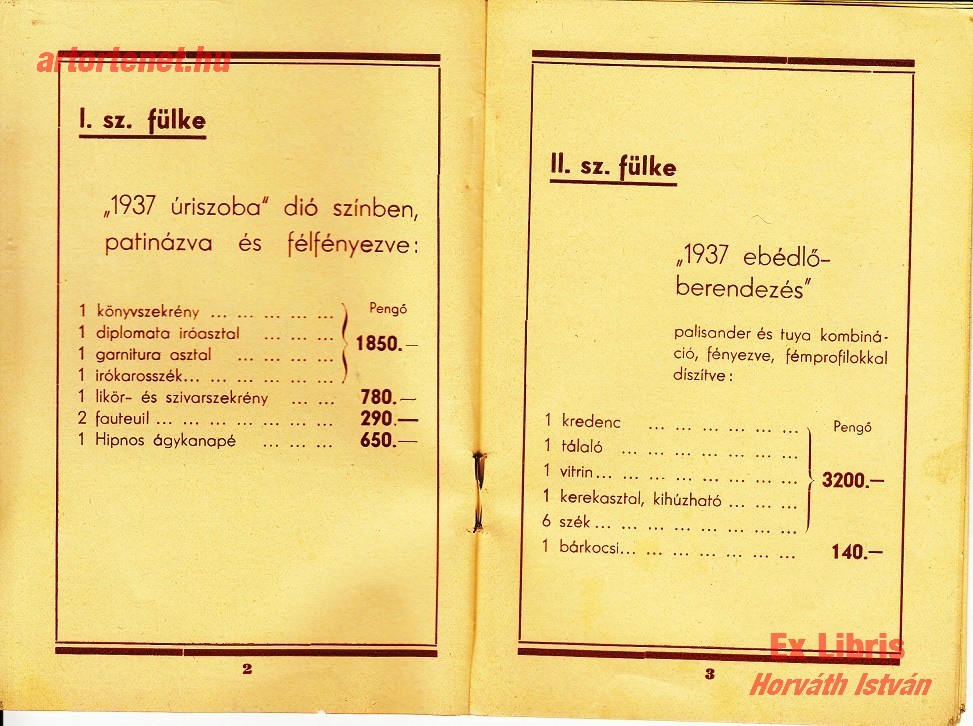 artortenet.hu
I. sz. fülke
„1937 úriszoba“ dió színben,
patinázva és félfényezve:
Pengő
1 könyvszekrény ... ... ... ... ...
1 diplomata iróasztal ... ... ... ...
1850.—
1 garnitura asztal ... ... ... ...
1 irókarosszék... ... ... ... ... ...
1 likör- és szivarszekrény ... ... 780.—
2 fauteuil ... ... ... ... ... ... ... 290.—
1 Hipnos ágykanapé ... ... ... 650.—
2
II. sz. fülke
„1937 ebédlő-
berendezés“
palisander és tuya kombiná-
ció, fényezve, fémprofilokkal
díszítve:
Pengő
1 kredenc ... ... ... ... ... ...
1 tálaló ... ... ... ... ... ... ...
1 vitrin... ... ... ... ... ... ... ... 3200.—
1 kerekasztal, kihúzható ... ... ...
6 szék... ... ... ... ... ... ... ...
1 bárkocsi... ... ... ... ... ... ... 140.—
3
Ex Libris
Horváth István